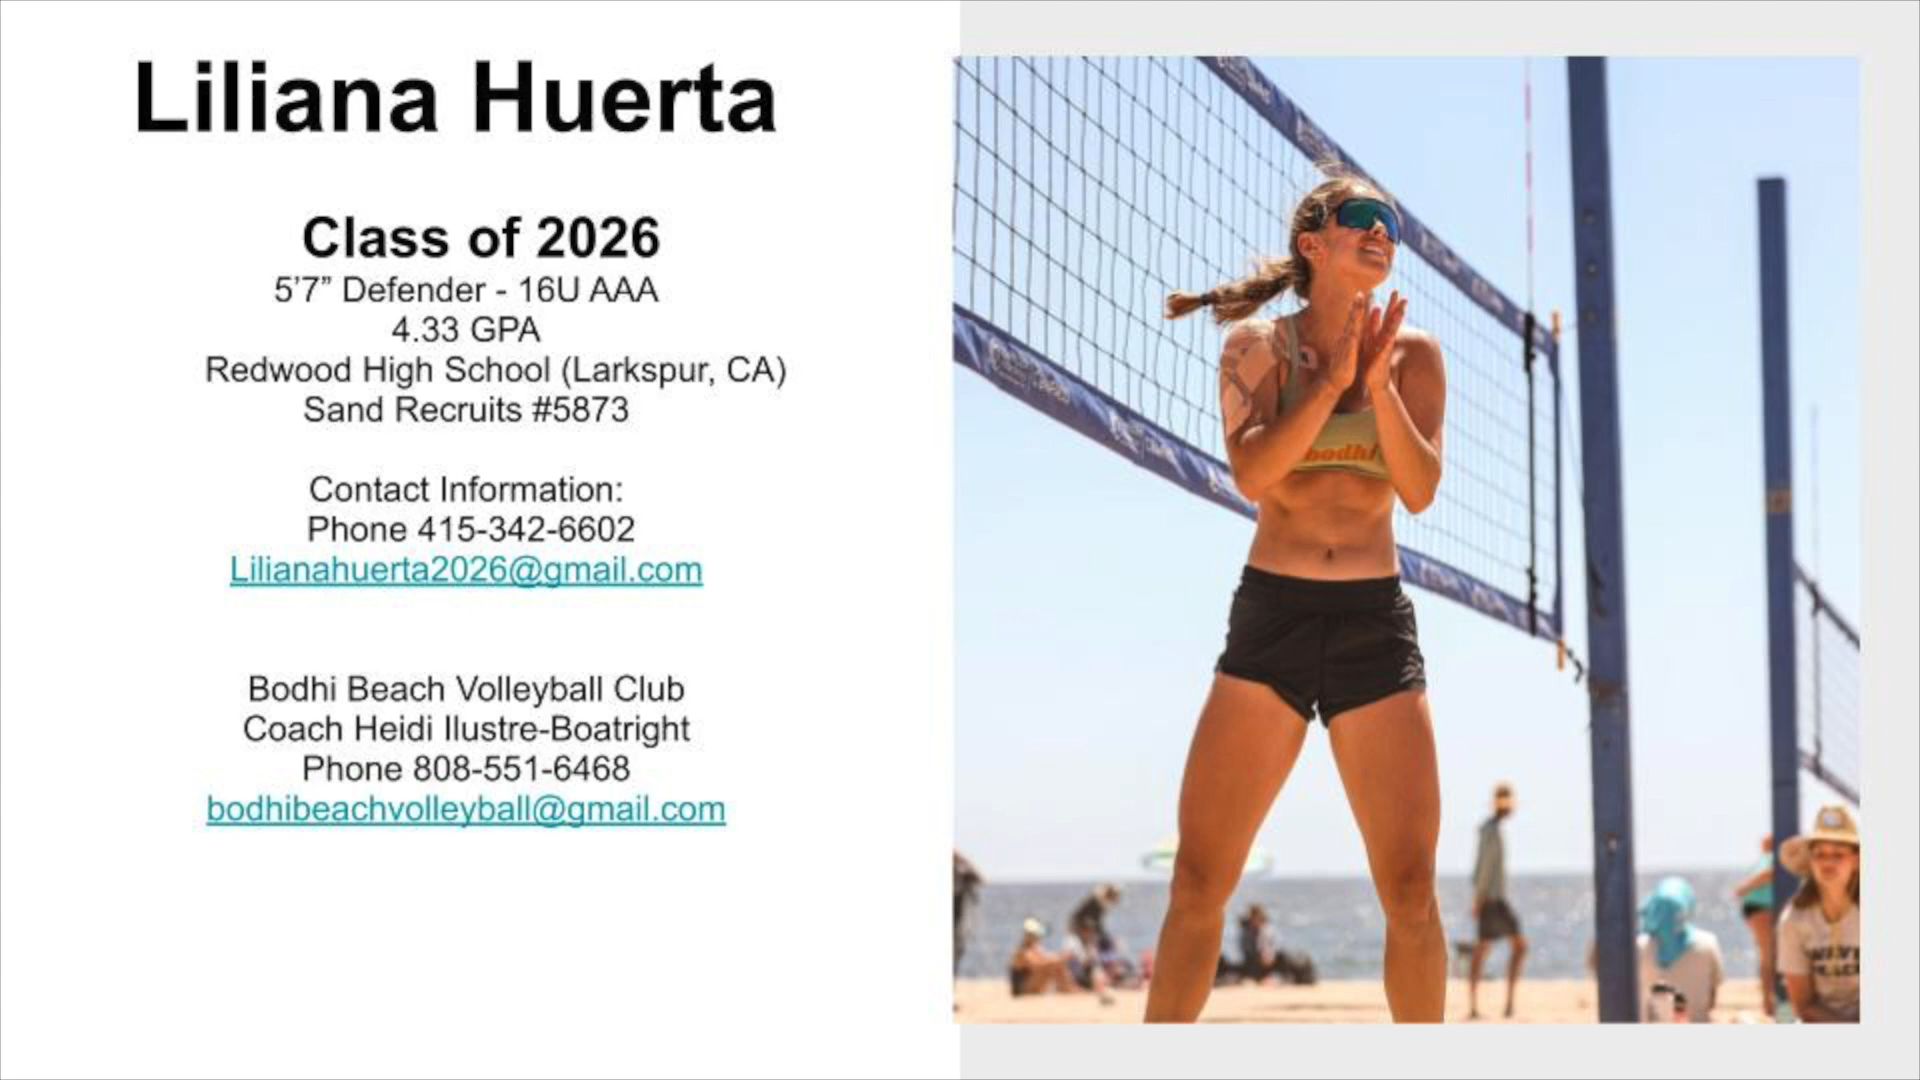 Liliana Huerta
Class of 2026
5’7” Defender - 16U AAA
4.33 GPA
Redwood High School (Larkspur, CA)
Sand Recruits #5873
Contact Information:
Phone 415-342-6602
Lilianahuerta2026@gmail.com
Bodhi Beach Volleyball Club
Coach Heidi Ilustre-Boatright
Phone 808-551-6468
bodhibeachvolleyball@gmail.com
bodhi